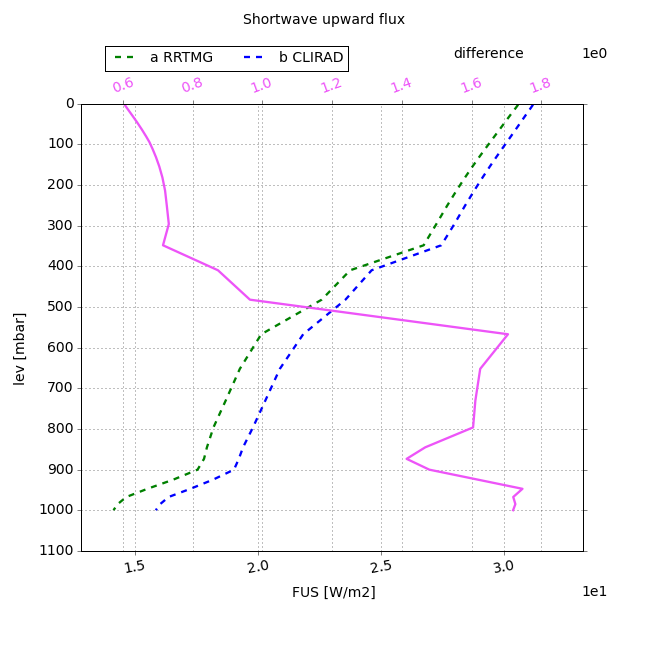 Shortwave upward flux
a RRTMG b CLIRAD difference 1e0
0.6 0.8 1.0 1.2 1.4 1.6 1.8
0
100
200
300
400
500
600
700
800
900
1000
1100
lev [mbar]
1.5 2.0 2.5 3.0
FUS [W/m2] 1e1